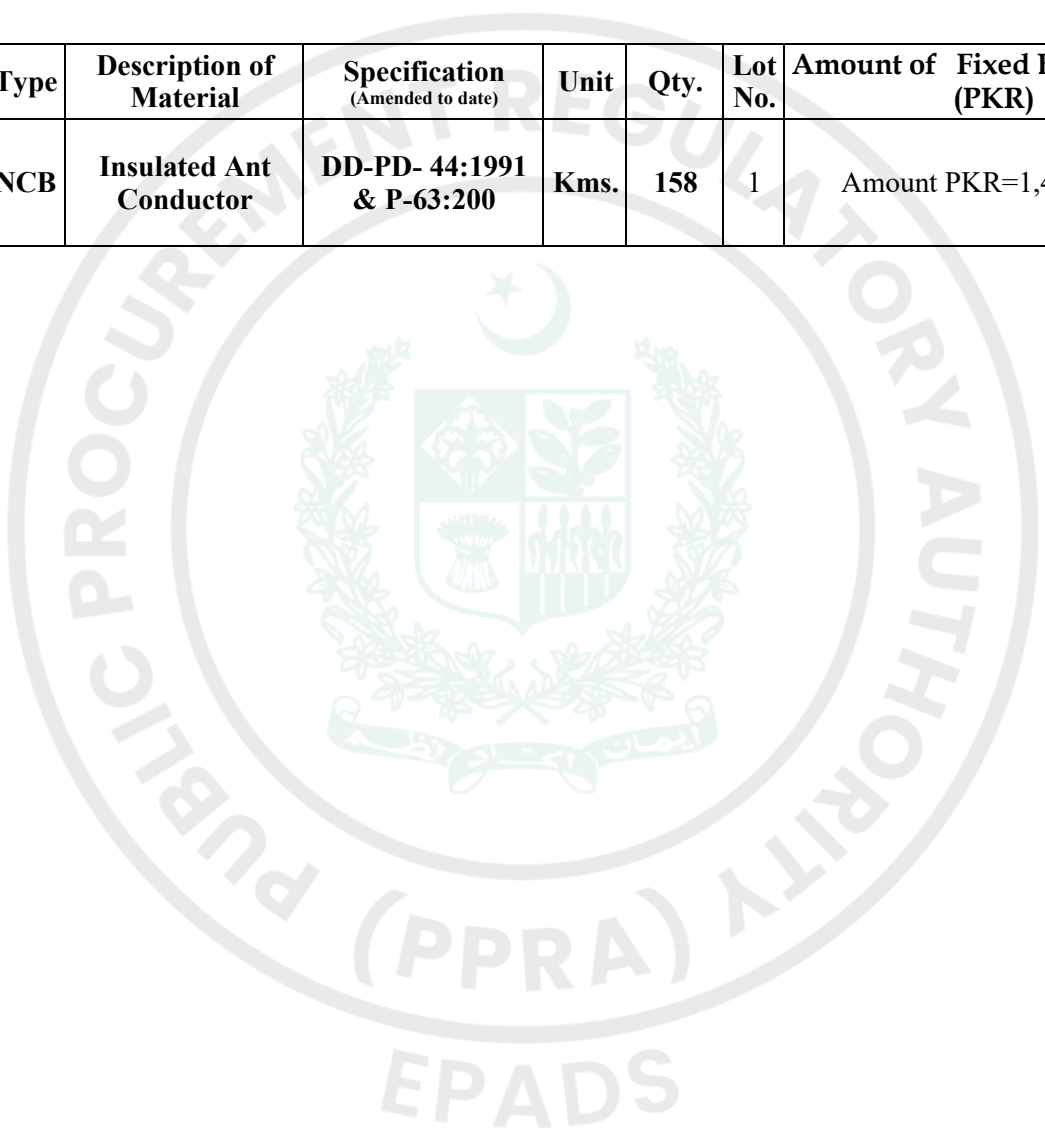 Type Description of Material Specification (Amended to date) Unit Qty. Lot No. Amount of Fixed (PKR)
NCB Insulated Ant Conductor DD-PD- 44:1991 & P-63:200 Kms. 158 1 Amount PKR=1,4
PUBLIC PROCUREMENT REGULATORY AUTHORITY
(PPRA)
EPADS